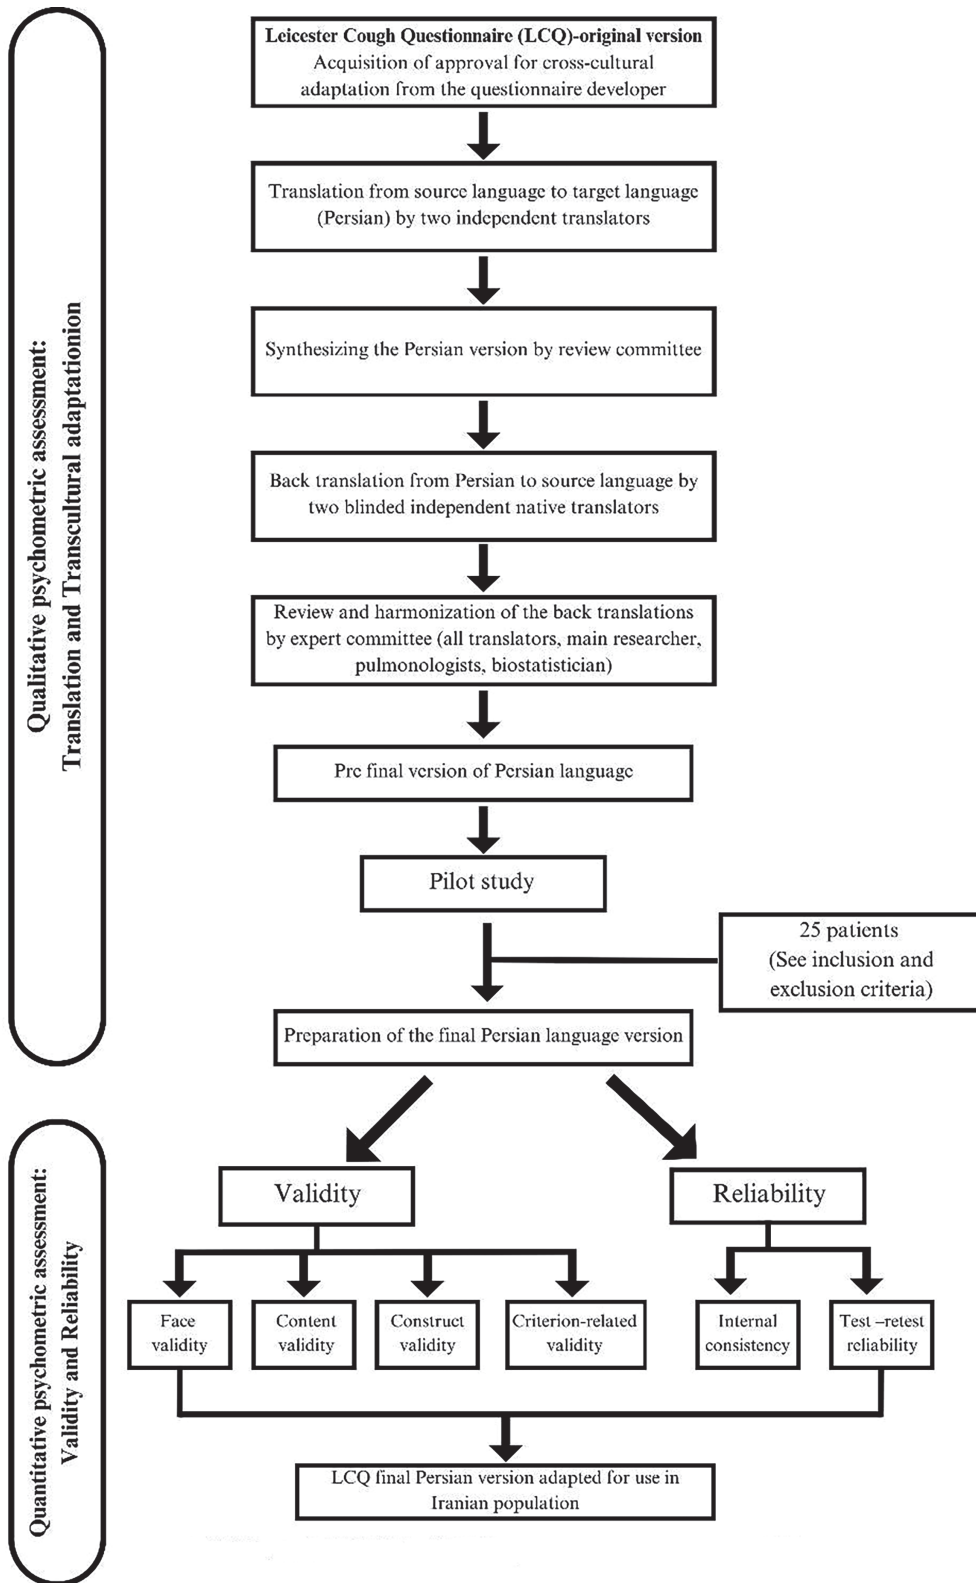 Qualitative psychometric assessment:
Translation and Transcultural adaptationion
Leicester Cough Questionnaire (LCQ)-original version
Acquisition of approval for cross-cultural
adaptation from the questionnaire developer
Translation from source language to target language
(Persian) by two independent translators
Synthesizing the Persian version by review committee
Back translation from Persian to source language by
two blinded independent native translators
Review and harmonization of the back translations
by expert committee (all translators, main researcher,
pulmonologists, biostatistician)
Pre final version of Persian language
Pilot study
25 patients
(See inclusion and
exclusion criteria)
Preparation of the final Persian language version
Quantitative psychometric assessment:
Validity and Reliability
Validity
Reliability
Face
validity
Content
validity
Construct
validity
Criterion-related
validity
Internal
consistency
Test –retest
reliability
LCQ final Persian version adapted for use in
Iranian population